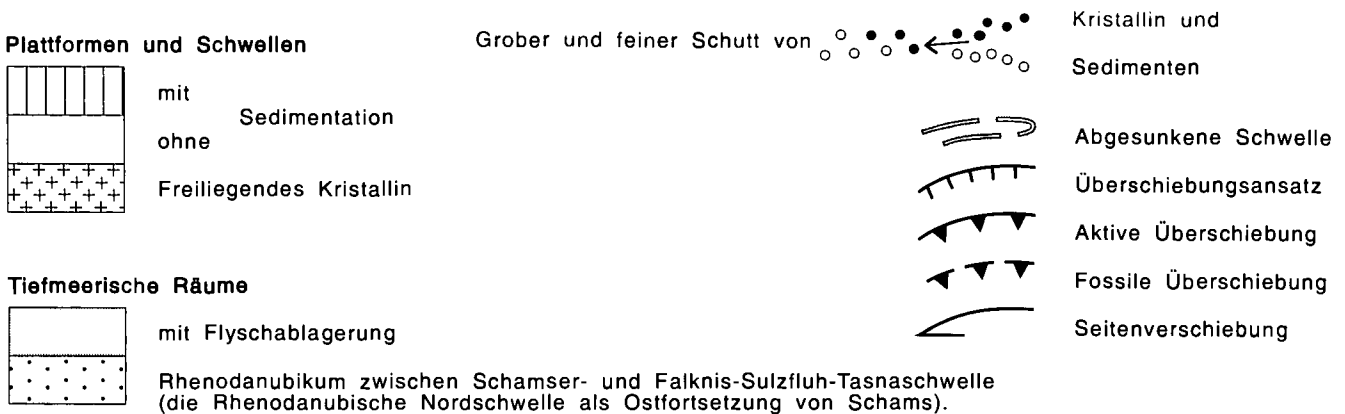 Plattformen und Schwellen
mit
Sedimentation
ohne
Freiliegendes Kristallin
Tiefmeerische Räume
mit Flyschablagerung
Rhenodanubikum zwischen Schamser- und Falknis-Sulzfluh-Tasnaschwelle
(die Rhenodanubische Nordschwelle als Ostfortsetzung von Schams).
Grober und feiner Schutt von
Kristallin und
Sedimenten
Abgesunkene Schwelle
Überschiebungsansatz
Aktive Überschiebung
Fossile Überschiebung
Seitenverschiebung